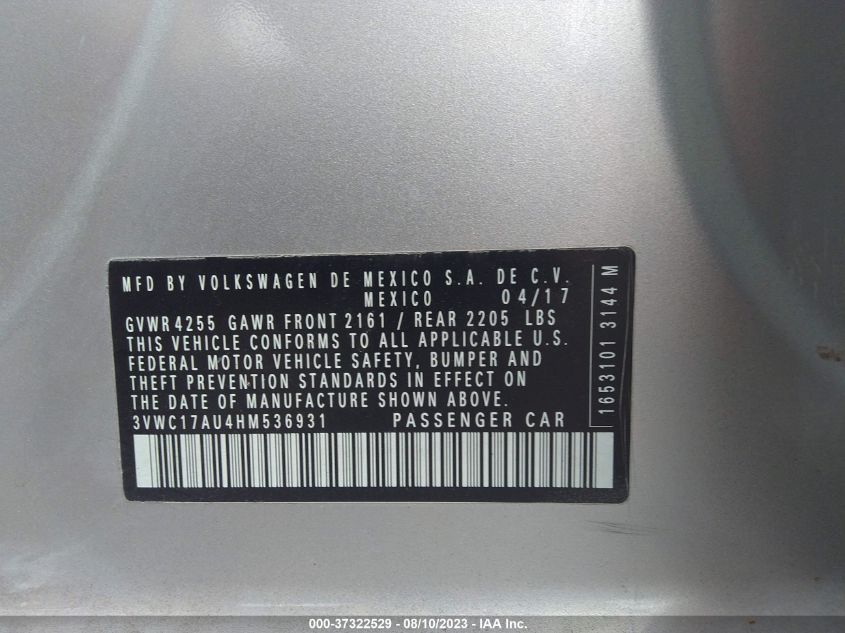 MFD BY VOLKSWAGEN DE MEXICO S.A. DE C.V.
MEXICO 04/17
GVWR 4255 GAWR FRONT 2161 / REAR 2205 LBS
THIS VEHICLE CONFORMS TO ALL APPLICABLE U.S.
FEDERAL MOTOR VEHICLE SAFETY, BUMPER AND
THEFT PREVENTION STANDARDS IN EFFECT ON
THE DATE OF MANUFACTURE SHOWN ABOVE.
3VWC17AU4HM536931 PASSENGER CAR
1653101 3144 M
000-37322529 - 08/10/2023 - IAA Inc.